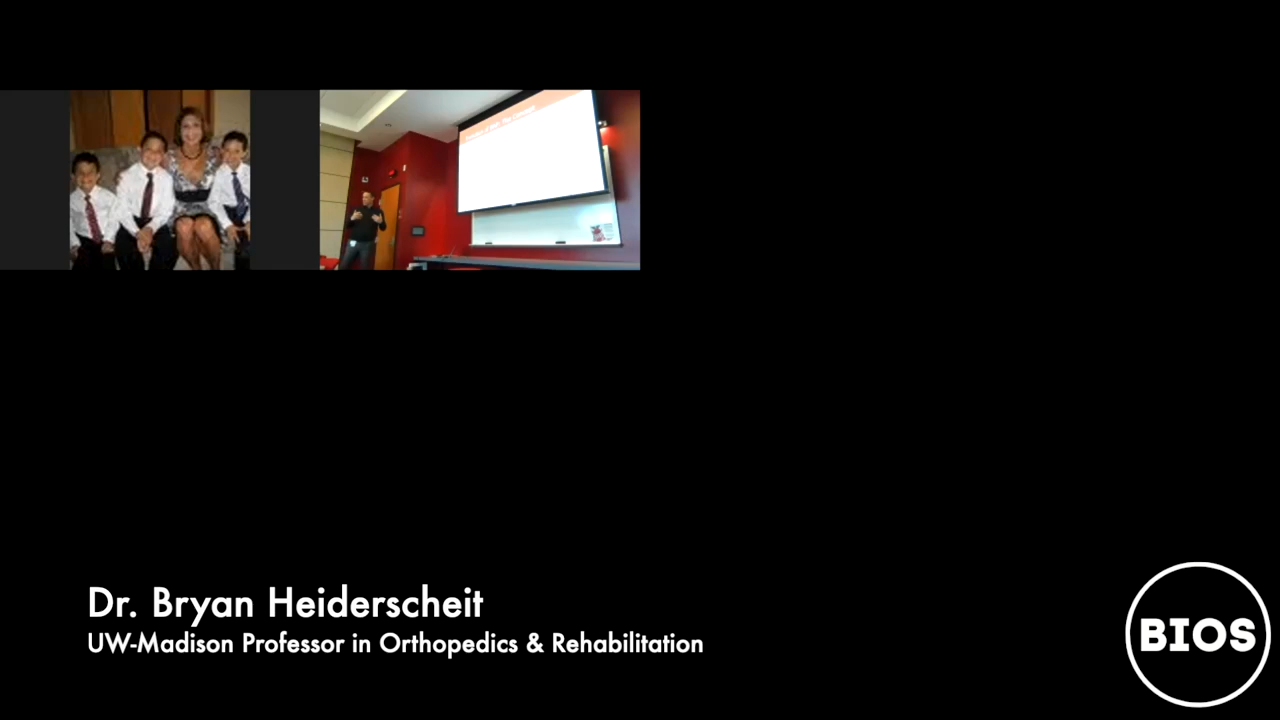 Dr. Bryan Heiderscheit
UW-Madison Professor in Orthopedics & Rehabilitation
BIOS